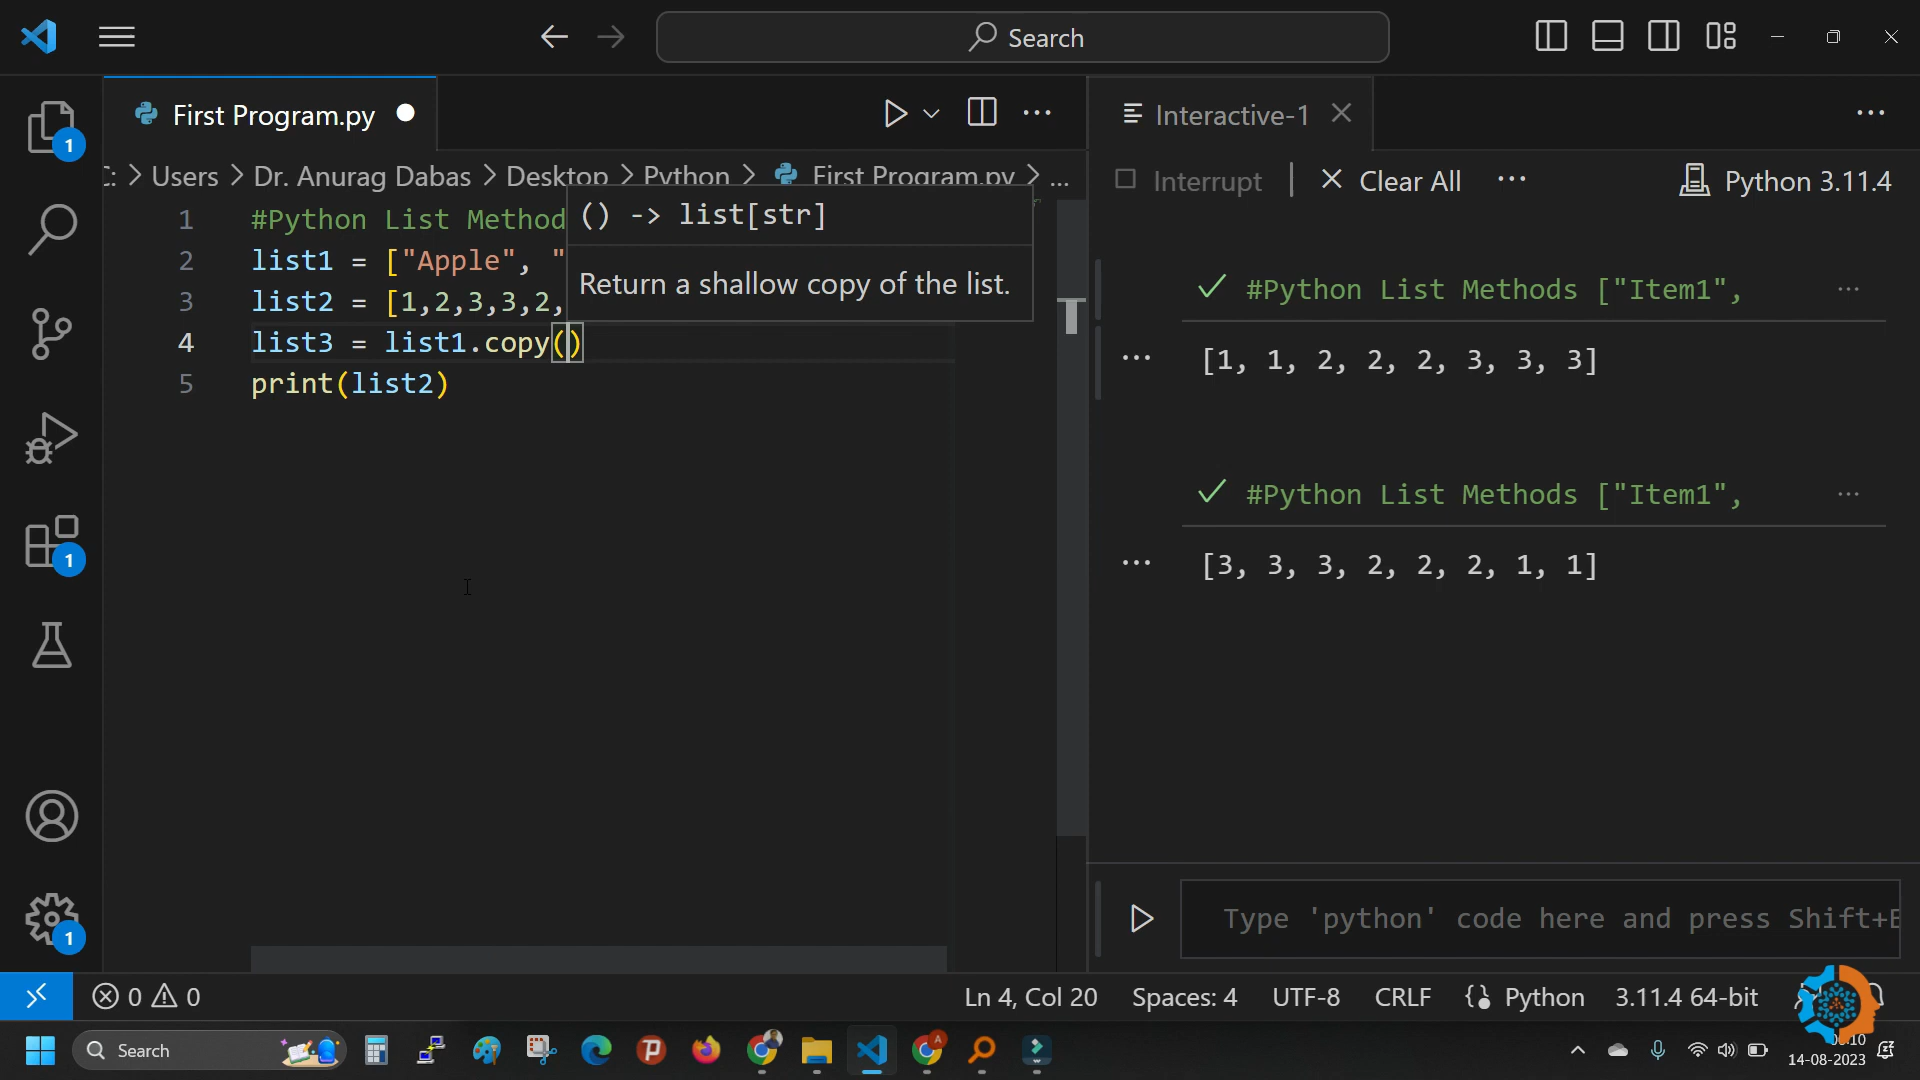 Search
First Program.py
Interactive-1
Users > Dr. Anurag Dabas > Desktop > Python > First Program.py > ...
Interrupt | Clear All ... Python 3.11.4
() -> list[str]
Return a shallow copy of the list.
1 #Python List Method
2 list1 = ["Apple", "
3 list2 = [1,2,3,3,2,
4 list3 = list1.copy()
5 print(list2)
#Python List Methods ["Item1", ...
[1, 1, 2, 2, 2, 3, 3, 3]
#Python List Methods ["Item1", ...
[3, 3, 3, 2, 2, 2, 1, 1]
Type 'python' code here and press Shift+E
1
1
1
0 0
Ln 4, Col 20 Spaces: 4 UTF-8 CRLF Python 3.11.4 64-bit
Search
14-08-2023